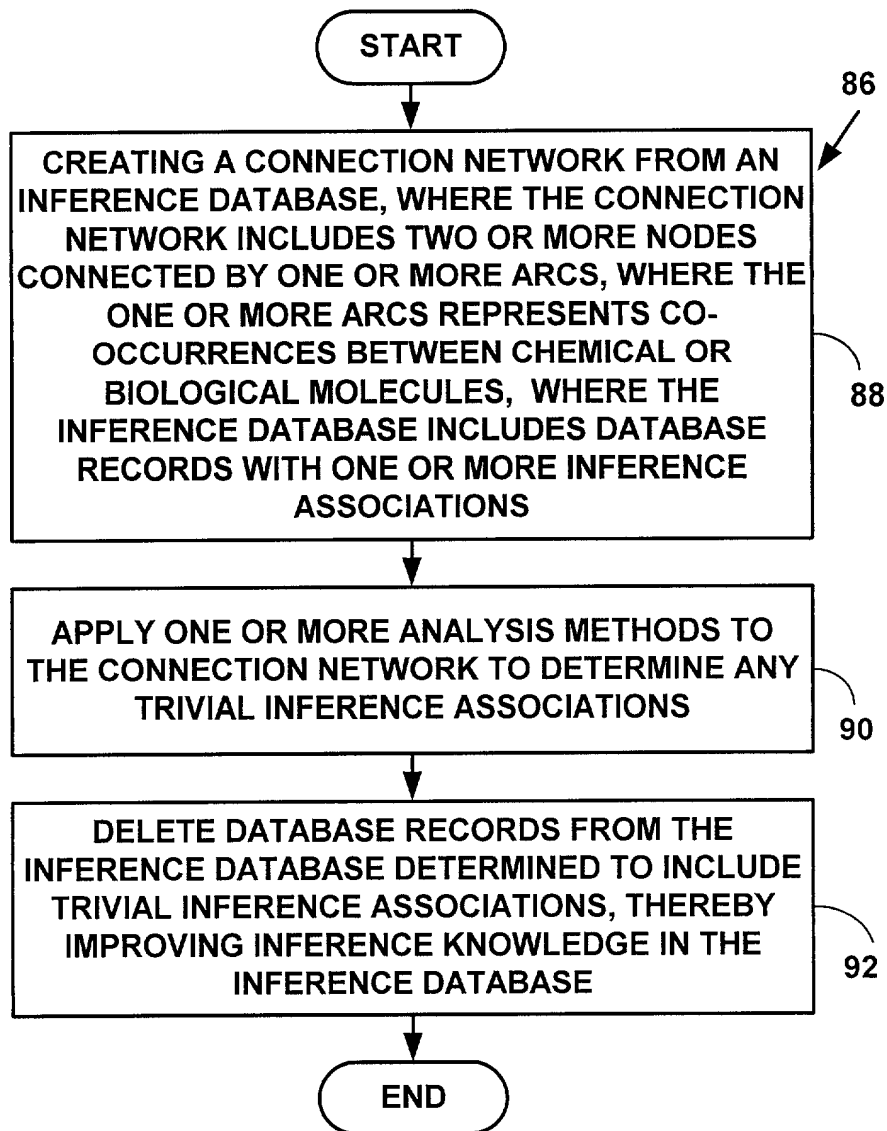 START
86
CREATING A CONNECTION NETWORK FROM AN
INFERENCE DATABASE, WHERE THE CONNECTION
NETWORK INCLUDES TWO OR MORE NODES
CONNECTED BY ONE OR MORE ARCS, WHERE THE
ONE OR MORE ARCS REPRESENTS CO-
OCCURRENCES BETWEEN CHEMICAL OR
BIOLOGICAL MOLECULES, WHERE THE
INFERENCE DATABASE INCLUDES DATABASE
RECORDS WITH ONE OR MORE INFERENCE
ASSOCIATIONS
88
APPLY ONE OR MORE ANALYSIS METHODS TO
THE CONNECTION NETWORK TO DETERMINE ANY
TRIVIAL INFERENCE ASSOCIATIONS
90
DELETE DATABASE RECORDS FROM THE
INFERENCE DATABASE DETERMINED TO INCLUDE
TRIVIAL INFERENCE ASSOCIATIONS, THEREBY
IMPROVING INFERENCE KNOWLEDGE IN THE
INFERENCE DATABASE
92
END